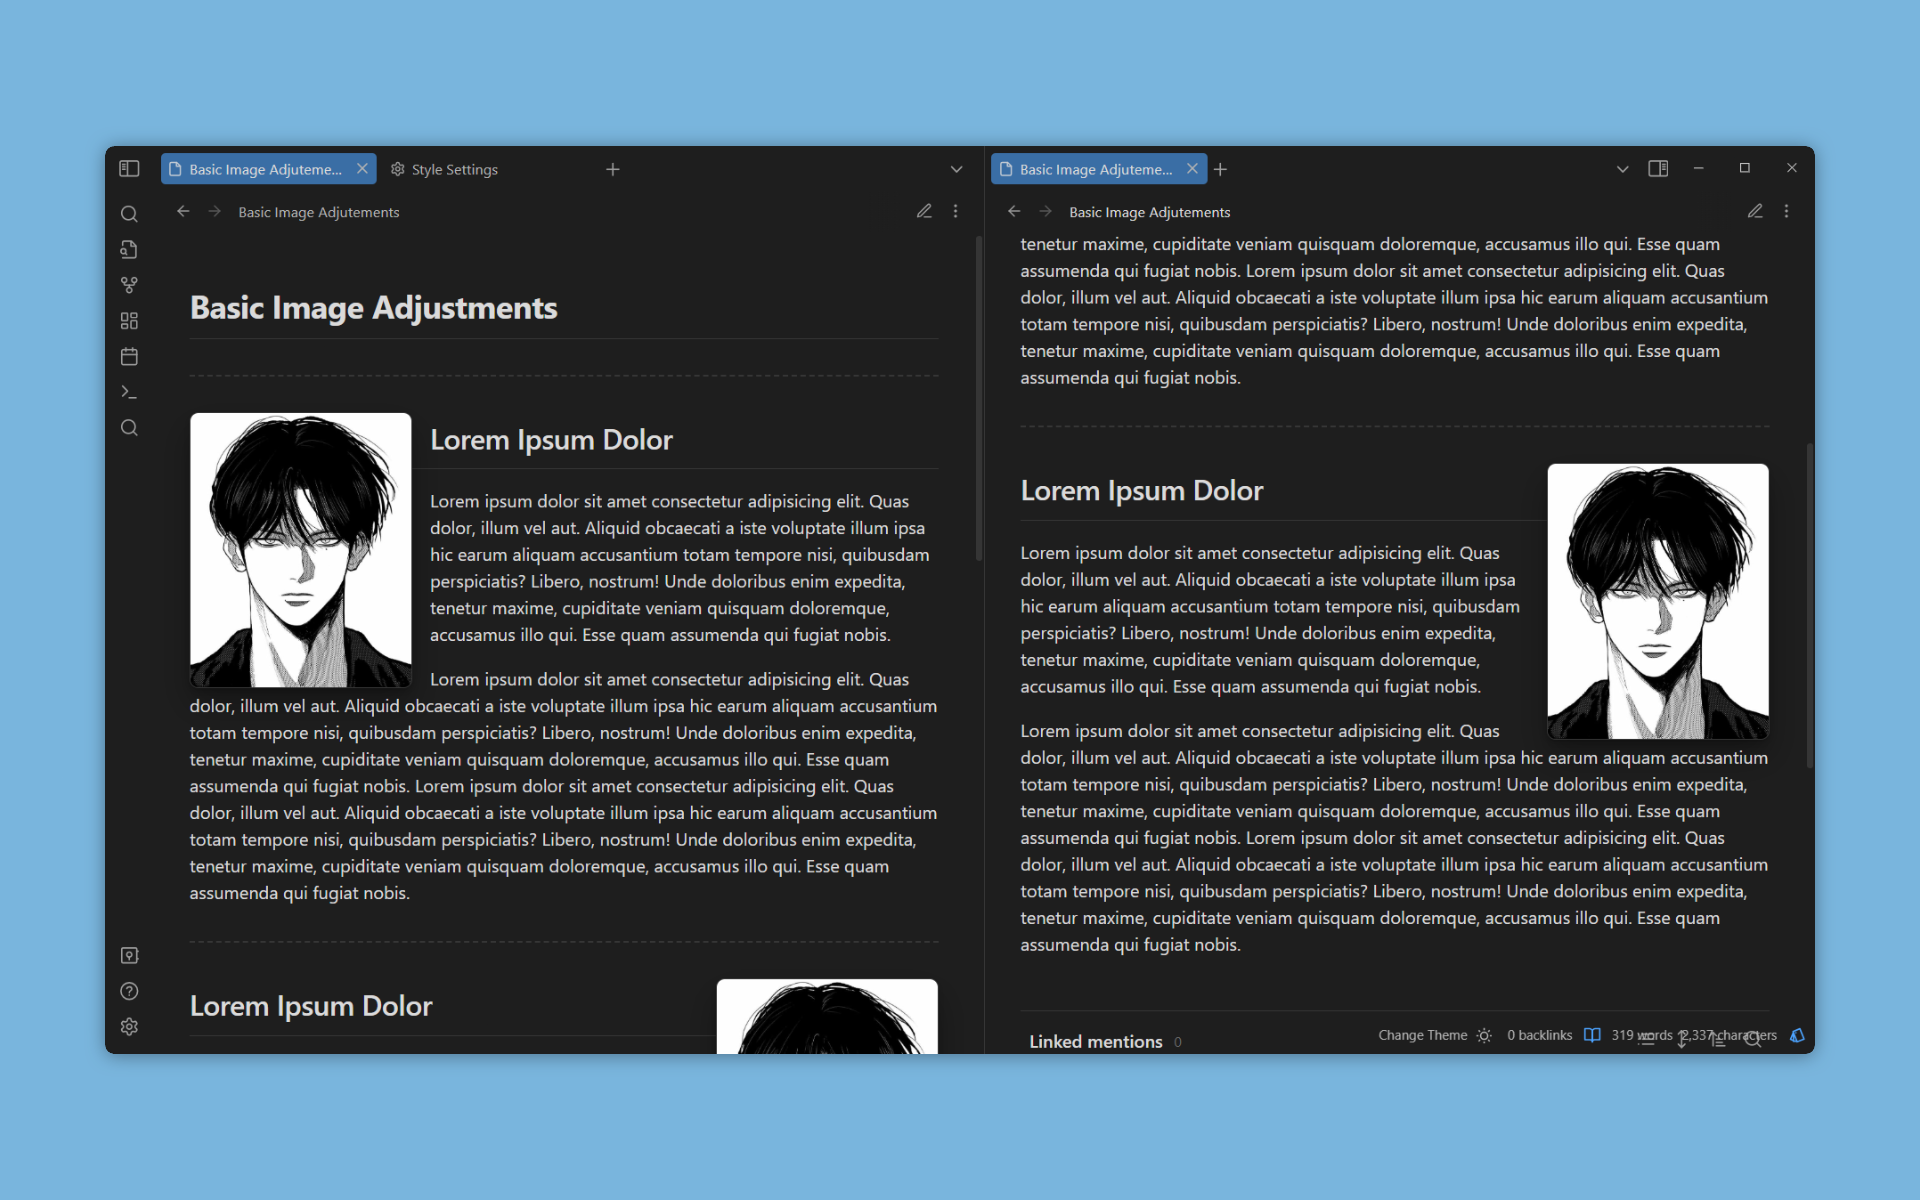 Basic Image Adjuteme...
Style Settings
Basic Image Adjutements
Basic Image Adjustments
Lorem Ipsum Dolor
Lorem ipsum dolor sit amet consectetur adipisicing elit. Quas
dolor, illum vel aut. Aliquid obcaecati a iste voluptate illum ipsa
hic earum aliquam accusantium totam tempore nisi, quibusdam
perspiciatis? Libero, nostrum! Unde doloribus enim expedita,
tenetur maxime, cupiditate veniam quisquam doloremque,
accusamus illo qui. Esse quam assumenda qui fugiat nobis.
Lorem ipsum dolor sit amet consectetur adipisicing elit. Quas
dolor, illum vel aut. Aliquid obcaecati a iste voluptate illum ipsa hic earum aliquam accusantium
totam tempore nisi, quibusdam perspiciatis? Libero, nostrum! Unde doloribus enim expedita,
tenetur maxime, cupiditate veniam quisquam doloremque, accusamus illo qui. Esse quam
assumenda qui fugiat nobis. Lorem ipsum dolor sit amet consectetur adipisicing elit. Quas
dolor, illum vel aut. Aliquid obcaecati a iste voluptate illum ipsa hic earum aliquam accusantium
totam tempore nisi, quibusdam perspiciatis? Libero, nostrum! Unde doloribus enim expedita,
tenetur maxime, cupiditate veniam quisquam doloremque, accusamus illo qui. Esse quam
assumenda qui fugiat nobis.
Lorem Ipsum Dolor
Basic Image Adjuteme...
Basic Image Adjutements
tenetur maxime, cupiditate veniam quisquam doloremque, accusamus illo qui. Esse quam
assumenda qui fugiat nobis. Lorem ipsum dolor sit amet consectetur adipisicing elit. Quas
dolor, illum vel aut. Aliquid obcaecati a iste voluptate illum ipsa hic earum aliquam accusantium
totam tempore nisi, quibusdam perspiciatis? Libero, nostrum! Unde doloribus enim expedita,
tenetur maxime, cupiditate veniam quisquam doloremque, accusamus illo qui. Esse quam
assumenda qui fugiat nobis.
Lorem Ipsum Dolor
Lorem ipsum dolor sit amet consectetur adipisicing elit. Quas
dolor, illum vel aut. Aliquid obcaecati a iste voluptate illum ipsa
hic earum aliquam accusantium totam tempore nisi, quibusdam
perspiciatis? Libero, nostrum! Unde doloribus enim expedita,
tenetur maxime, cupiditate veniam quisquam doloremque,
accusamus illo qui. Esse quam assumenda qui fugiat nobis.
Lorem ipsum dolor sit amet consectetur adipisicing elit. Quas
dolor, illum vel aut. Aliquid obcaecati a iste voluptate illum ipsa hic earum aliquam accusantium
totam tempore nisi, quibusdam perspiciatis? Libero, nostrum! Unde doloribus enim expedita,
tenetur maxime, cupiditate veniam quisquam doloremque, accusamus illo qui. Esse quam
assumenda qui fugiat nobis. Lorem ipsum dolor sit amet consectetur adipisicing elit. Quas
dolor, illum vel aut. Aliquid obcaecati a iste voluptate illum ipsa hic earum aliquam accusantium
totam tempore nisi, quibusdam perspiciatis? Libero, nostrum! Unde doloribus enim expedita,
tenetur maxime, cupiditate veniam quisquam doloremque, accusamus illo qui. Esse quam
assumenda qui fugiat nobis.
Linked mentions 0
Change Theme 0 backlinks 319 words 2,337 characters